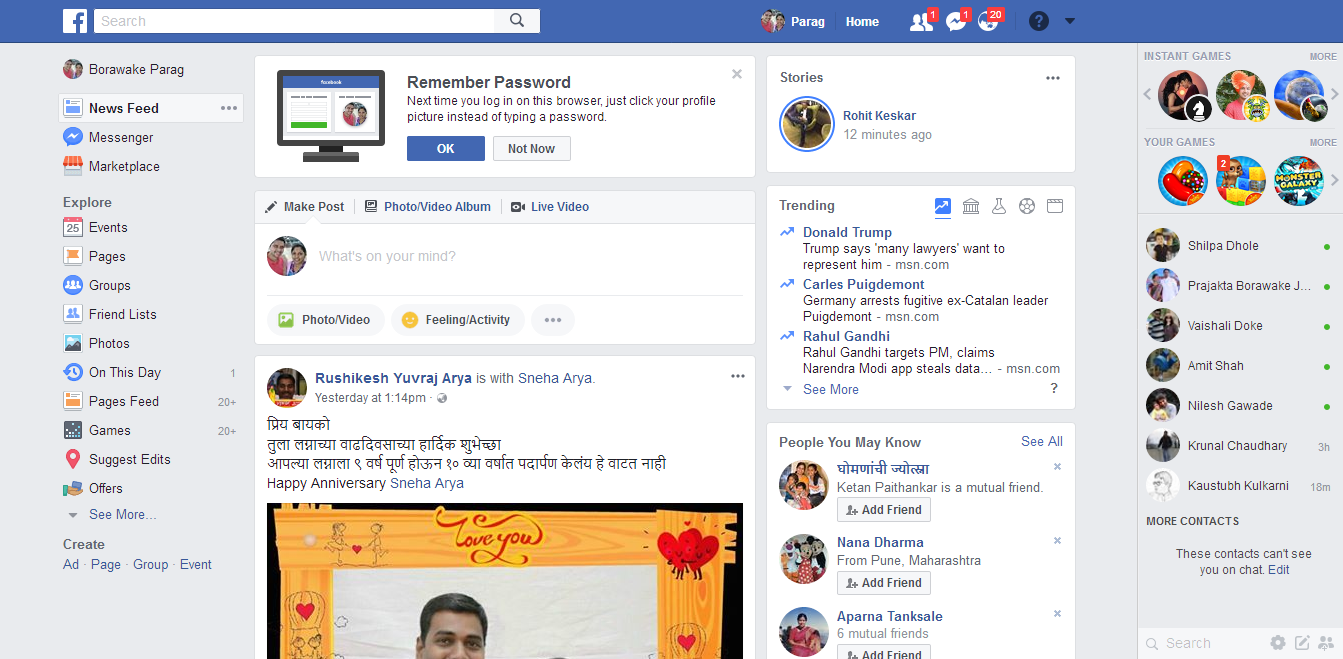 Search
Parag
Home
1
1
20
?
Borawake Parag
News Feed
Messenger
Marketplace
Explore
25
Events
Pages
Groups
Friend Lists
Photos
On This Day 1
Pages Feed 20+
Games 20+
Suggest Edits
Offers
See More...
Create
Ad · Page · Group · Event
facebook
Remember Password
Next time you log in on this browser, just click your profile
picture instead of typing a password.
OK
Not Now
Make Post
Photo/Video Album
Live Video
What's on your mind?
Photo/Video
Feeling/Activity
Rushikesh Yuvraj Arya is with Sneha Arya.
Yesterday at 1:14pm ·
प्रिय बायको
तुला लग्नाच्या वाढदिवसाच्या हार्दिक शुभेच्छा
आपल्या लग्नाला ९ वर्ष पूर्ण होऊन १० व्या वर्षात पदार्पण केलंय हे वाटत नाही
Happy Anniversary Sneha Arya
love you
Stories
Rohit Keskar
12 minutes ago
Trending
Donald Trump
Trump says 'many lawyers' want to
represent him - msn.com
Carles Puigdemont
Germany arrests fugitive ex-Catalan leader
Puigdemont - msn.com
Rahul Gandhi
Rahul Gandhi targets PM, claims
Narendra Modi app steals data… - msn.com
See More
?
People You May Know
See All
घोमणांची ज्योत्स्ना
Ketan Paithankar is a mutual friend.
Add Friend
Nana Dharma
From Pune, Maharashtra
Add Friend
Aparna Tanksale
6 mutual friends
Add Friend
INSTANT GAMES
MORE
YOUR GAMES
MORE
2
MONSTER
GALAXY
Shilpa Dhole
Prajakta Borawake J...
Vaishali Doke
Amit Shah
Nilesh Gawade
Krunal Chaudhary 3h
Kaustubh Kulkarni 18m
MORE CONTACTS
These contacts can't see
you on chat. Edit
Search